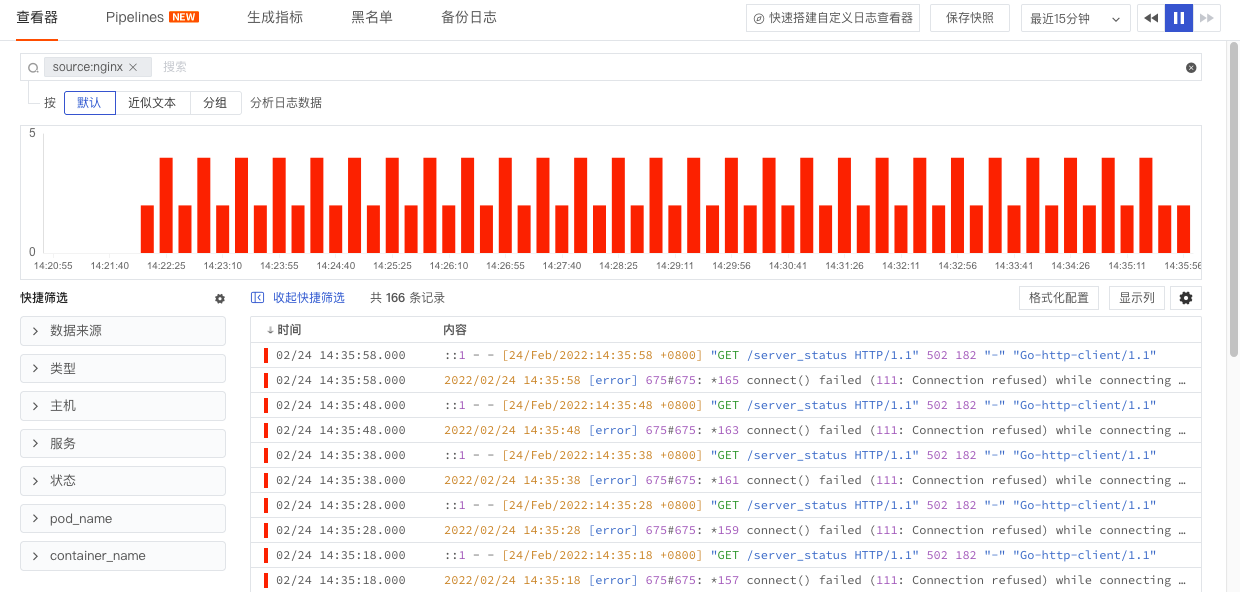 查看器 Pipelines NEW 生成指标 黑名单 备份日志 快速搭建自定义日志查看器 保存快照 最近15分钟
source:nginx × 搜索
按 默认 近似文本 分组 分析日志数据
5
0
14:20:55 14:21:40 14:22:25 14:23:10 14:23:55 14:24:40 14:25:25 14:26:10 14:26:55 14:27:40 14:28:25 14:29:11 14:29:56 14:30:41 14:31:26 14:32:11 14:32:56 14:33:41 14:34:26 14:35:11 14:35:56
快捷筛选 收起快捷筛选 共 166 条记录 格式化配置 显示列
数据来源
类型
主机
服务
状态
pod_name
container_name
↓ 时间 内容
02/24 14:35:58.000 ::1 - - [24/Feb/2022:14:35:58 +0800] "GET /server_status HTTP/1.1" 502 182 "-" "Go-http-client/1.1"
02/24 14:35:58.000 2022/02/24 14:35:58 [error] 675#675: *165 connect() failed (111: Connection refused) while connecting …
02/24 14:35:48.000 ::1 - - [24/Feb/2022:14:35:48 +0800] "GET /server_status HTTP/1.1" 502 182 "-" "Go-http-client/1.1"
02/24 14:35:48.000 2022/02/24 14:35:48 [error] 675#675: *163 connect() failed (111: Connection refused) while connecting …
02/24 14:35:38.000 ::1 - - [24/Feb/2022:14:35:38 +0800] "GET /server_status HTTP/1.1" 502 182 "-" "Go-http-client/1.1"
02/24 14:35:38.000 2022/02/24 14:35:38 [error] 675#675: *161 connect() failed (111: Connection refused) while connecting …
02/24 14:35:28.000 ::1 - - [24/Feb/2022:14:35:28 +0800] "GET /server_status HTTP/1.1" 502 182 "-" "Go-http-client/1.1"
02/24 14:35:28.000 2022/02/24 14:35:28 [error] 675#675: *159 connect() failed (111: Connection refused) while connecting …
02/24 14:35:18.000 ::1 - - [24/Feb/2022:14:35:18 +0800] "GET /server_status HTTP/1.1" 502 182 "-" "Go-http-client/1.1"
02/24 14:35:18.000 2022/02/24 14:35:18 [error] 675#675: *157 connect() failed (111: Connection refused) while connecting …